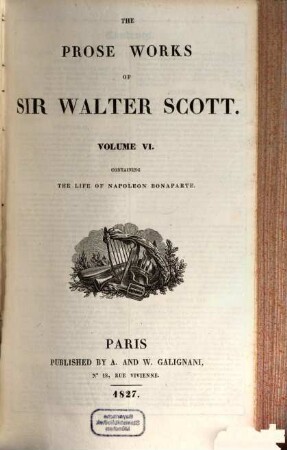 THE
PROSE WORKS
OF
SIR WALTER SCOTT.
VOLUME VI.
CONTAINING
THE LIFE OF NAPOLEON BONAPARTE.
PARIS
PUBLISHED BY A. AND W. GALIGNANI,
N° 18, RUE VIVIENNE.
1827.